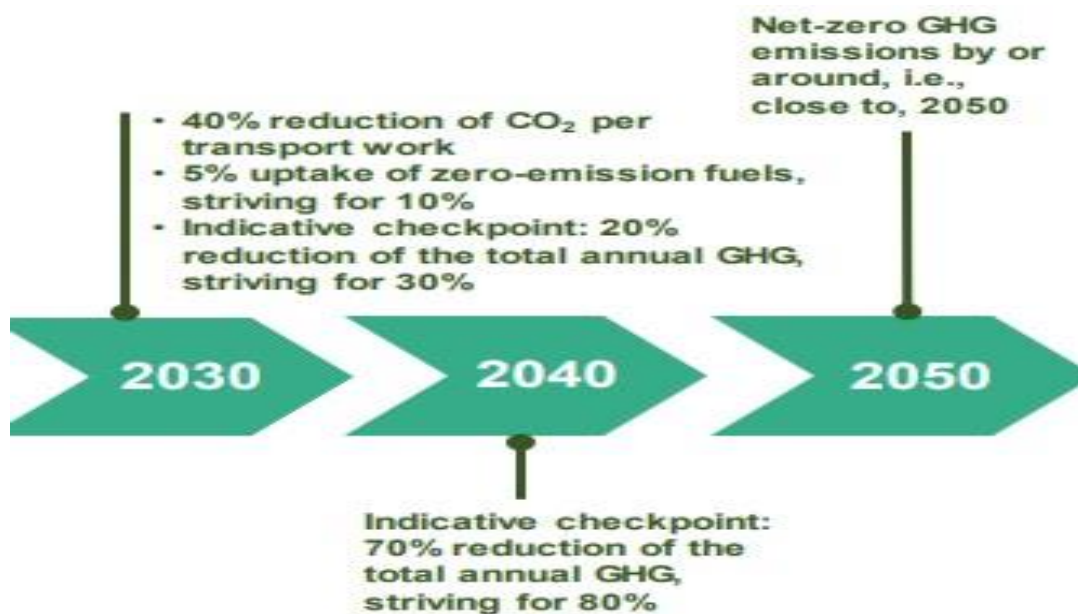 • 40% reduction of CO₂ per
transport work
• 5% uptake of zero-emission fuels,
striving for 10%
• Indicative checkpoint: 20%
reduction of the total annual GHG,
striving for 30%
Net-zero GHG
emissions by or
around, i.e.,
close to, 2050
2030
2040
2050
Indicative checkpoint:
70% reduction of the
total annual GHG,
striving for 80%